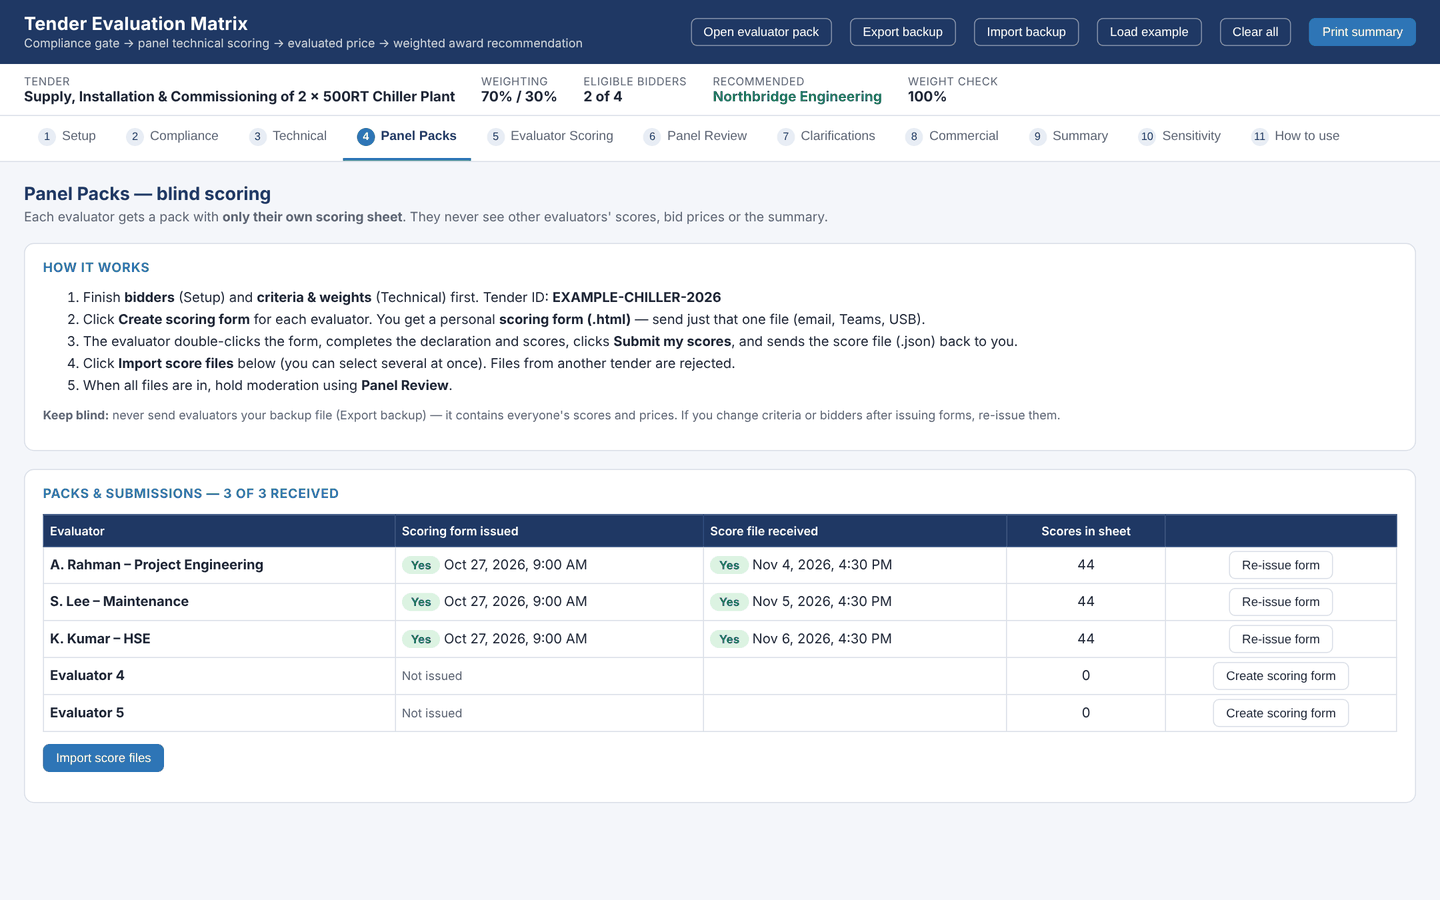 Tender Evaluation Matrix
Compliance gate → panel technical scoring → evaluated price → weighted award recommendation
Open evaluator pack
Export backup
Import backup
Load example
Clear all
Print summary
TENDER
Supply, Installation & Commissioning of 2 × 500RT Chiller Plant
WEIGHTING
70% / 30%
ELIGIBLE BIDDERS
2 of 4
RECOMMENDED
Northbridge Engineering
WEIGHT CHECK
100%
1 Setup
2 Compliance
3 Technical
4 Panel Packs
5 Evaluator Scoring
6 Panel Review
7 Clarifications
8 Commercial
9 Summary
10 Sensitivity
11 How to use
Panel Packs — blind scoring
Each evaluator gets a pack with only their own scoring sheet. They never see other evaluators' scores, bid prices or the summary.
HOW IT WORKS
1. Finish bidders (Setup) and criteria & weights (Technical) first. Tender ID: EXAMPLE-CHILLER-2026
2. Click Create scoring form for each evaluator. You get a personal scoring form (.html) — send just that one file (email, Teams, USB).
3. The evaluator double-clicks the form, completes the declaration and scores, clicks Submit my scores, and sends the score file (.json) back to you.
4. Click Import score files below (you can select several at once). Files from another tender are rejected.
5. When all files are in, hold moderation using Panel Review.
Keep blind: never send evaluators your backup file (Export backup) — it contains everyone's scores and prices. If you change criteria or bidders after issuing forms, re-issue them.
PACKS & SUBMISSIONS — 3 OF 3 RECEIVED
Evaluator Scoring form issued Score file received Scores in sheet
A. Rahman – Project Engineering Yes Oct 27, 2026, 9:00 AM Yes Nov 4, 2026, 4:30 PM 44 Re-issue form
S. Lee – Maintenance Yes Oct 27, 2026, 9:00 AM Yes Nov 5, 2026, 4:30 PM 44 Re-issue form
K. Kumar – HSE Yes Oct 27, 2026, 9:00 AM Yes Nov 6, 2026, 4:30 PM 44 Re-issue form
Evaluator 4 Not issued 0 Create scoring form
Evaluator 5 Not issued 0 Create scoring form
Import score files